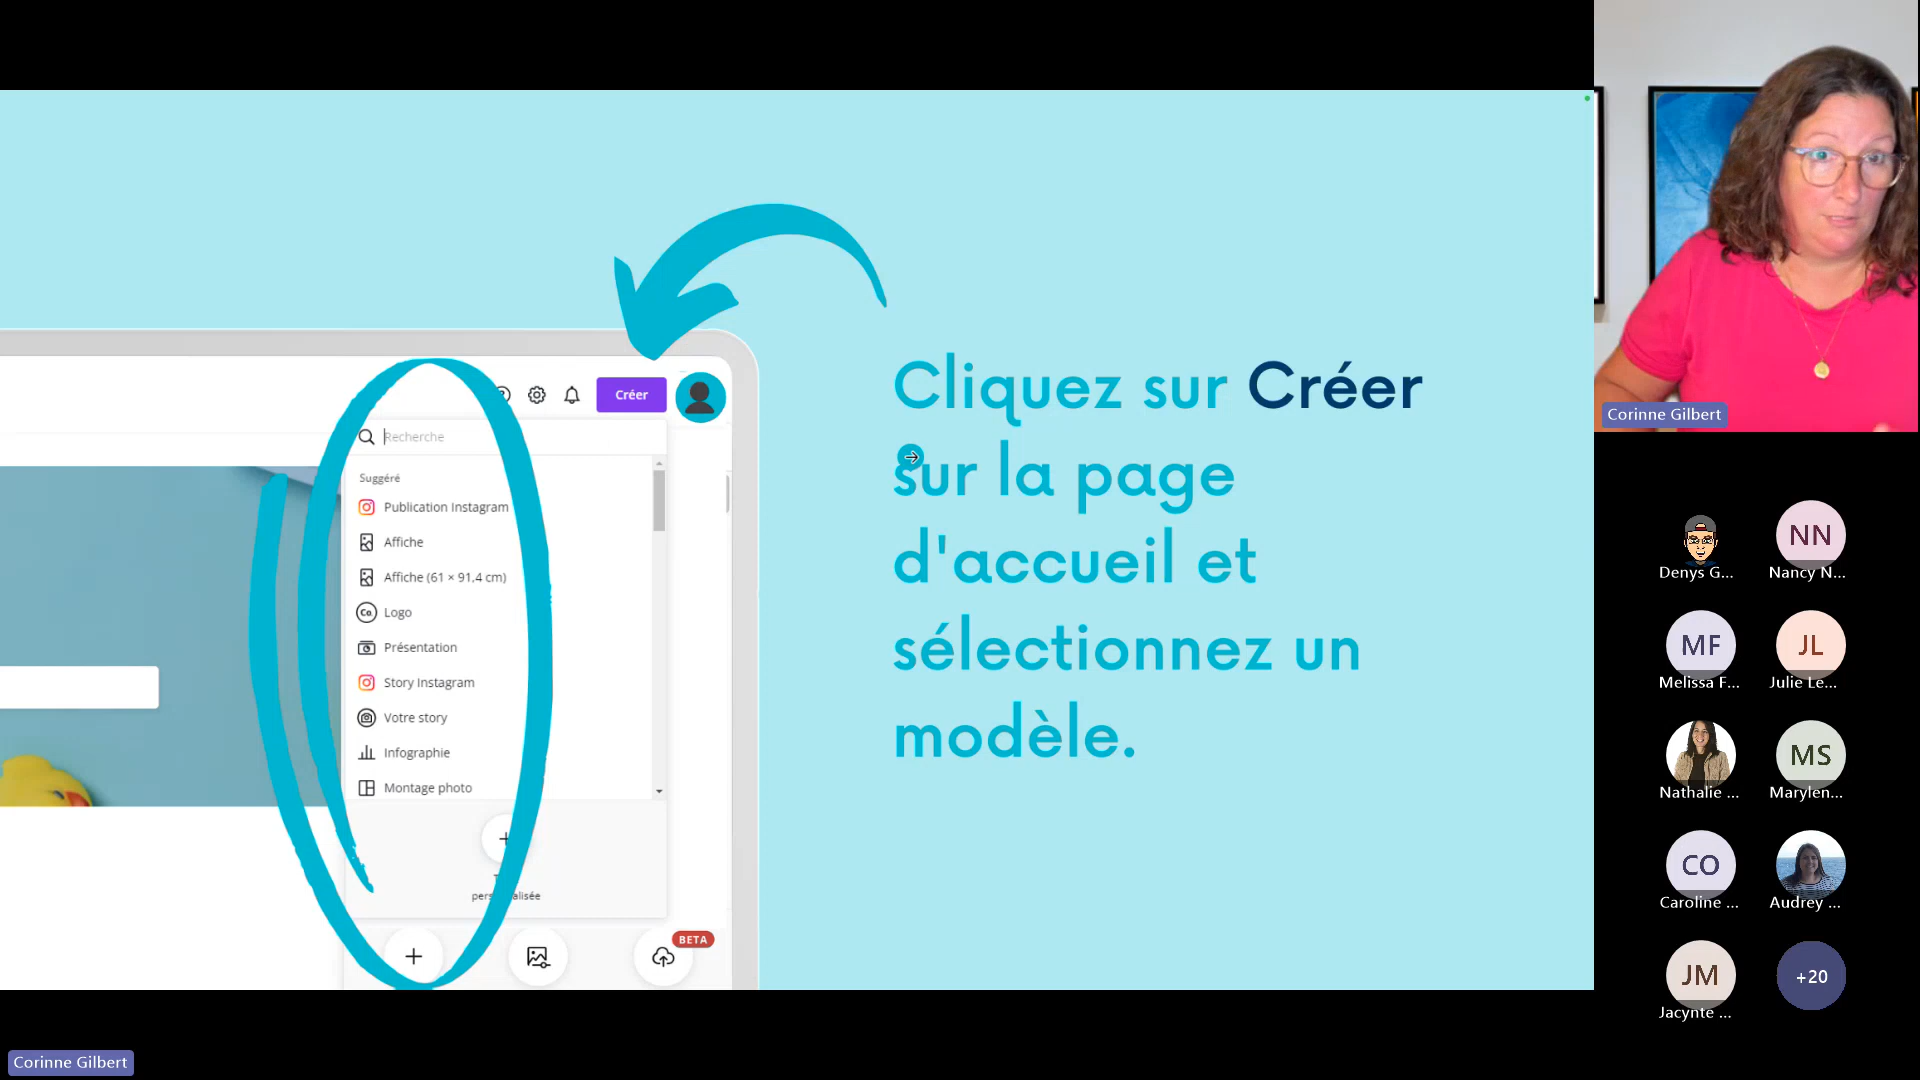 Créer
Recherche
Suggéré
Publication Instagram
Affiche
Affiche (61 × 91,4 cm)
Co.
Logo
Présentation
Story Instagram
Votre story
Infographie
Montage photo
BETA
Cliquez sur Créer
sur la page
d'accueil et
sélectionnez un
modèle.
Corinne Gilbert
Denys G...
NN
Nancy N...
MF
Melissa F...
JL
Julie Le...
Nathalie ...
MS
Marylen...
CO
Caroline ...
Audrey ...
JM
Jacynte ...
+20
Corinne Gilbert